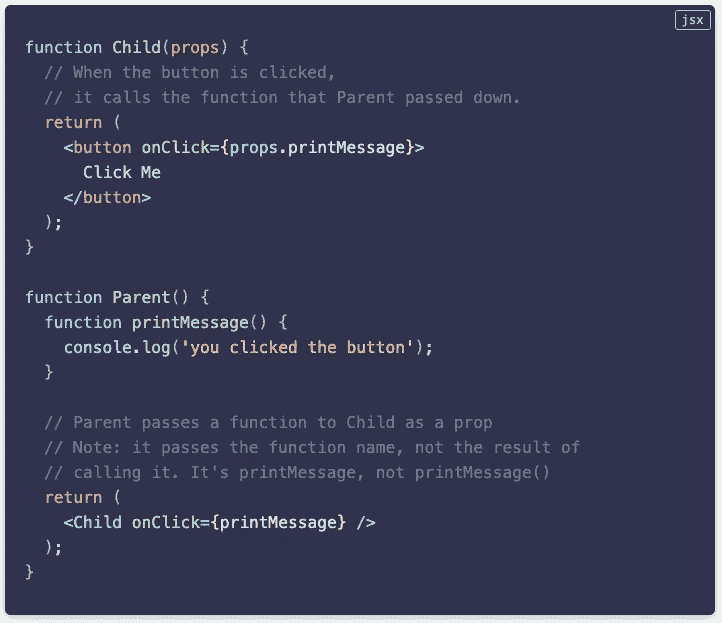 jsx
function Child(props) {
  // When the button is clicked,
  // it calls the function that Parent passed down.
  return (
    <button onClick={props.printMessage}>
      Click Me
    </button>
  );
}

function Parent() {
  function printMessage() {
    console.log('you clicked the button');
  }

  // Parent passes a function to Child as a prop
  // Note: it passes the function name, not the result of
  // calling it. It's printMessage, not printMessage()
  return (
    <Child onClick={printMessage} />
  );
}